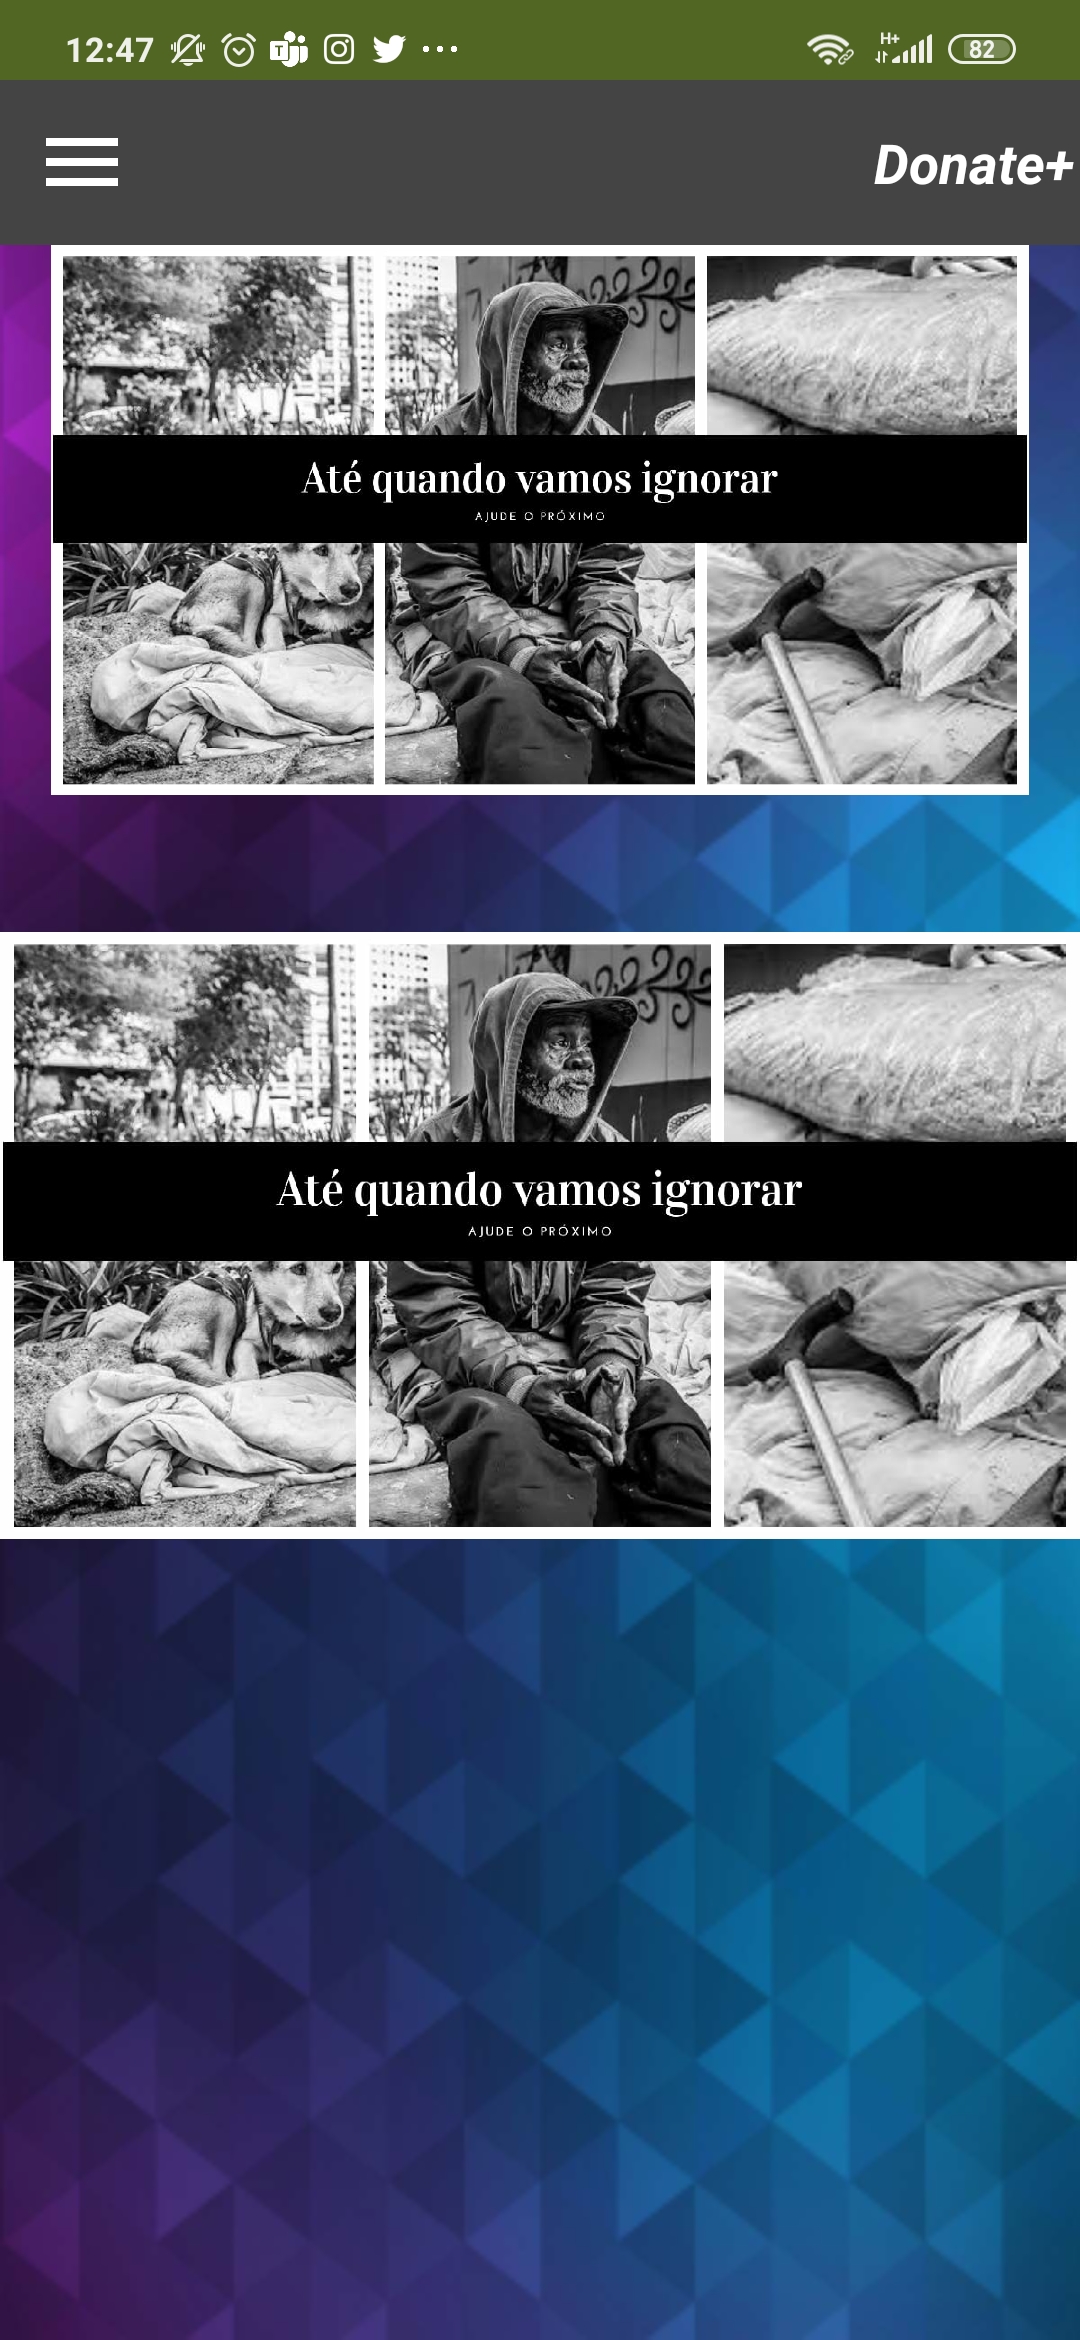 12:47
H+
82
Donate+
Até quando vamos ignorar
AJUDE O PRÓXIMO
Até quando vamos ignorar
AJUDE O PRÓXIMO